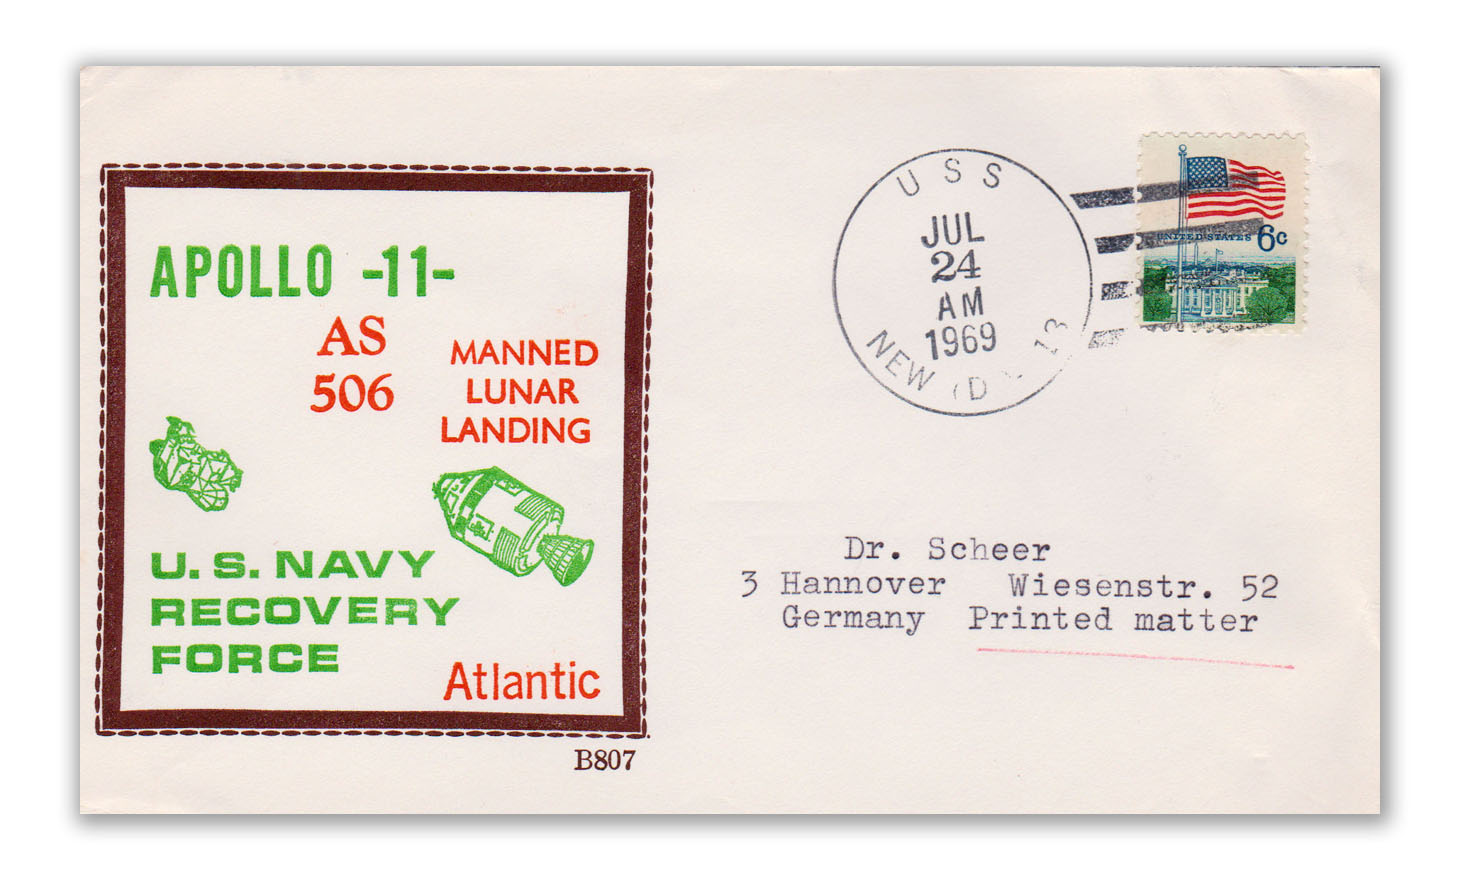 APOLLO -11-
AS
506
MANNED
LUNAR
LANDING
U. S. NAVY
RECOVERY
FORCE
Atlantic
B807
USS
JUL
24
AM
1969
NEW
13
UNITED STATES 6c
Dr. Scheer
3 Hannover Wiesenstr. 52
Germany Printed matter